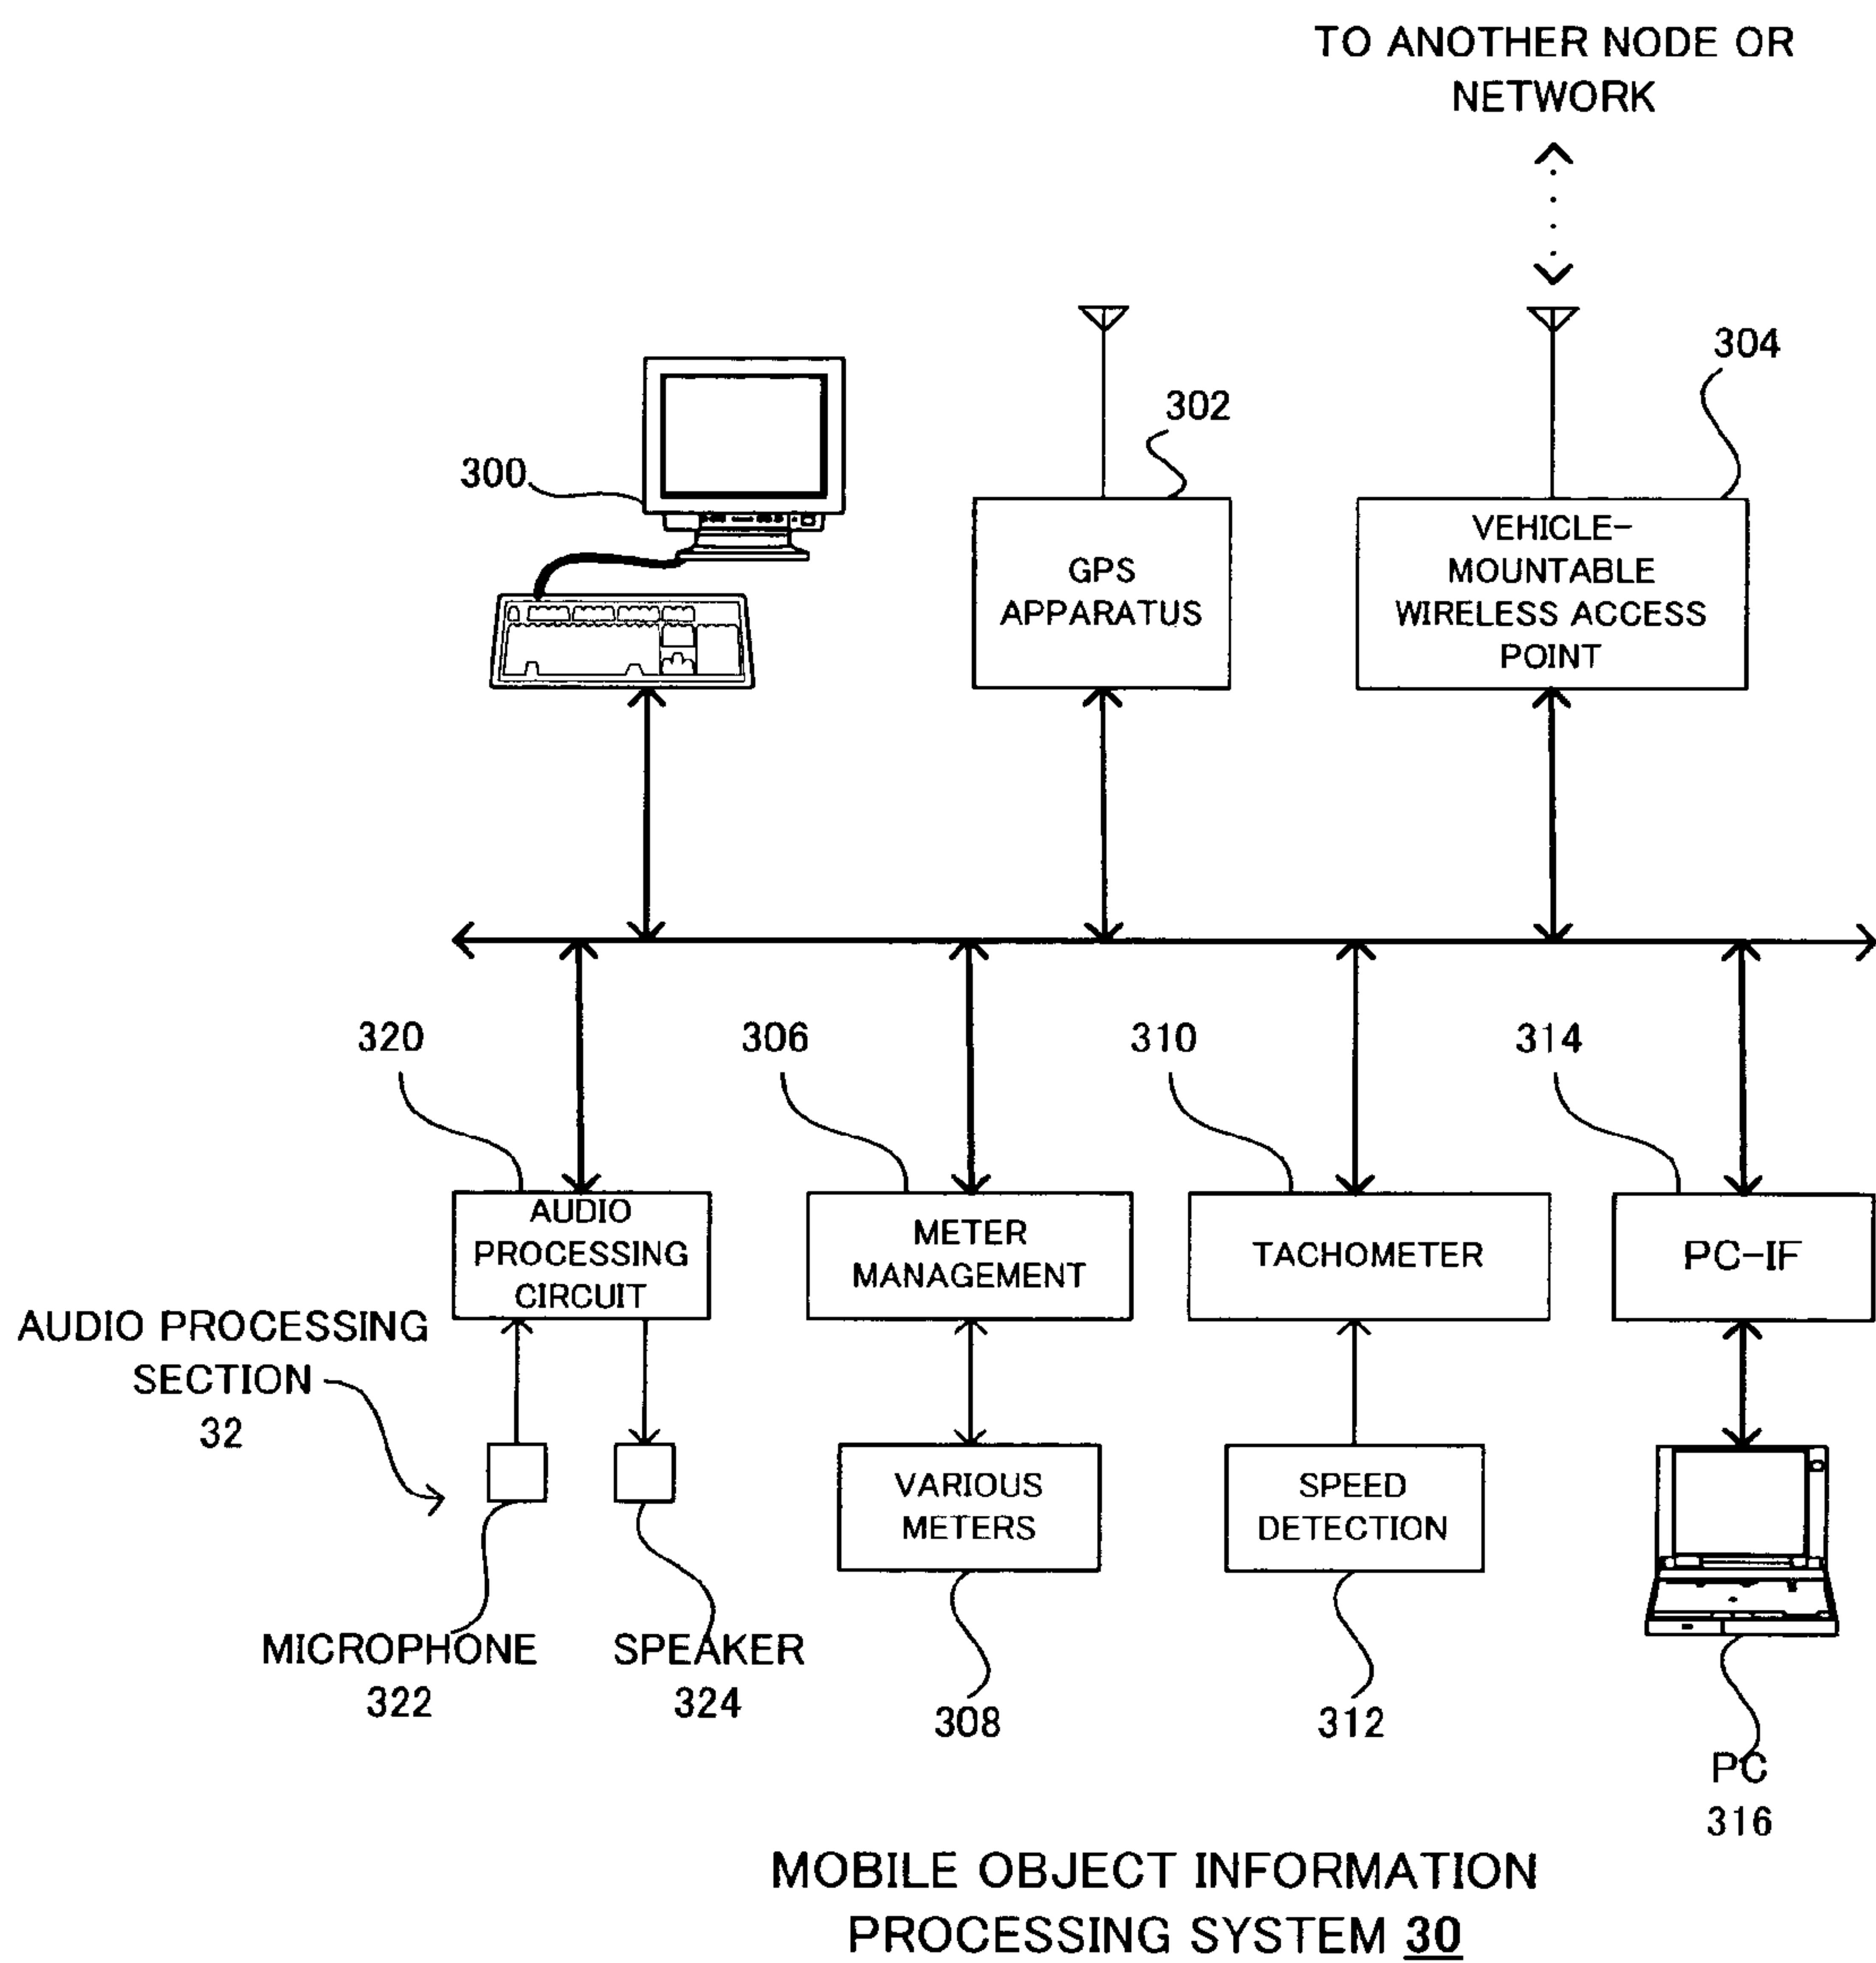 TO ANOTHER NODE OR
NETWORK
304
302
300
VEHICLE-
MOUNTABLE
WIRELESS ACCESS
POINT
GPS
APPARATUS
320
306
310
314
AUDIO
PROCESSING
CIRCUIT
METER
MANAGEMENT
TACHOMETER
PC-IF
AUDIO PROCESSING
SECTION
32
VARIOUS
METERS
SPEED
DETECTION
MICROPHONE
322
SPEAKER
324
308
312
PC
316
MOBILE OBJECT INFORMATION
PROCESSING SYSTEM 30